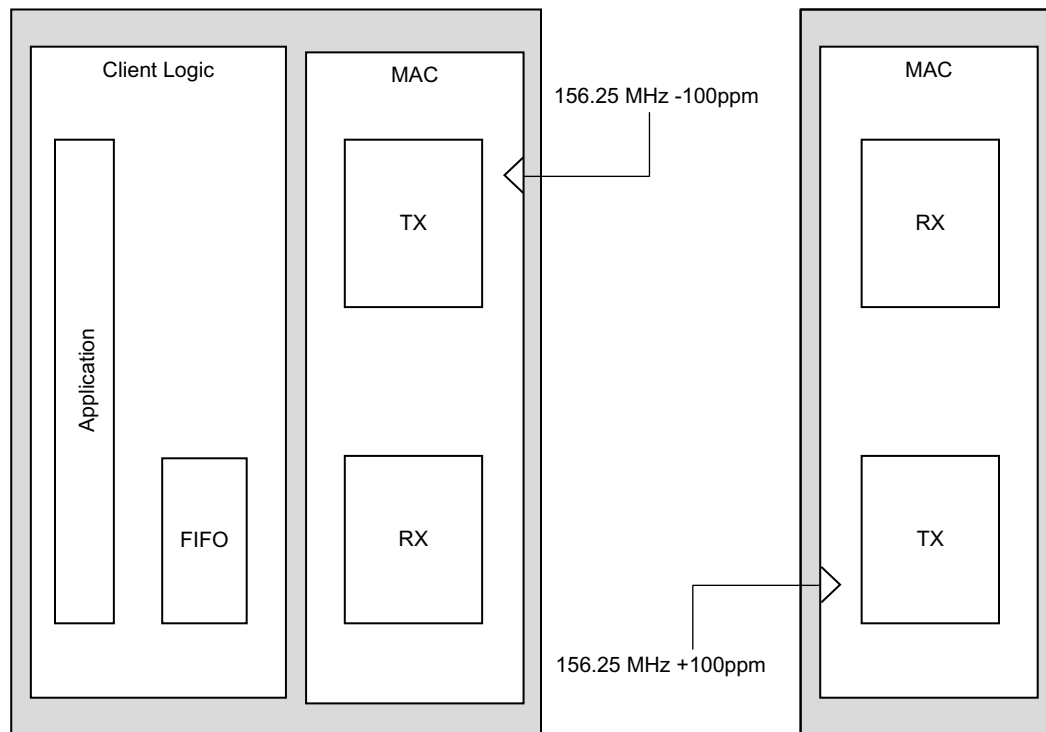 Client Logic
MAC
MAC
156.25 MHz -100ppm
TX
RX
Application
FIFO
RX
TX
156.25 MHz +100ppm